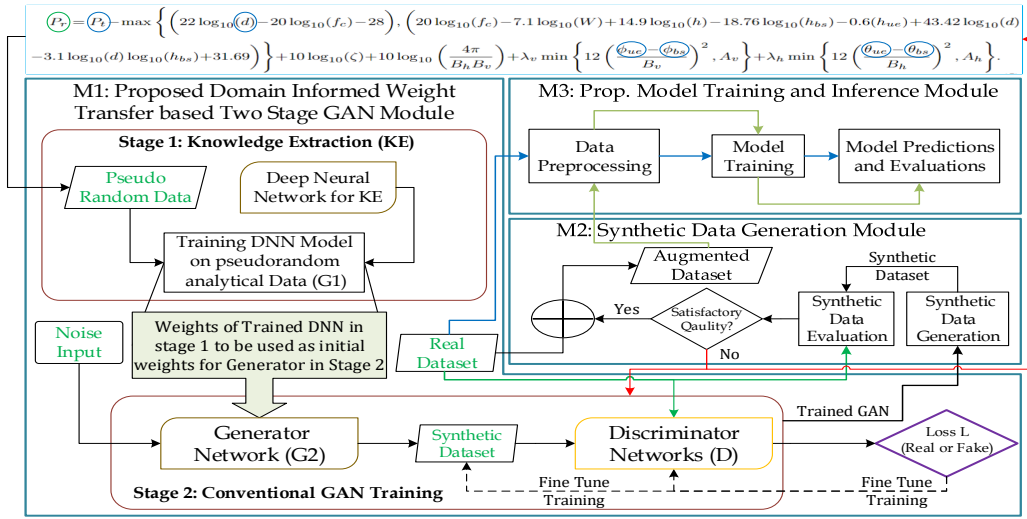 P_r=P_t−max{(22 log10(d)−20 log10(f_c)−28), (20 log10(f_c)−7.1 log10(W)+14.9 log10(h)−18.76 log10(h_bs)−0.6(h_ue)+43.42 log10(d)
−3.1 log10(d) log10(h_bs)+31.69)}+10 log10(ζ)+10 log10(4π/B_hB_v)+λ_v min{12((ϕ_ue−ϕ_bs)/B_v)^2, A_v}+λ_h min{12((θ_ue−θ_bs)/B_h)^2, A_h}.
M1: Proposed Domain Informed Weight
Transfer based Two Stage GAN Module
Stage 1: Knowledge Extraction (KE)
Pseudo
Random Data
Deep Neural
Network for KE
Training DNN Model
on pseudorandom
analytical Data (G1)
Noise
Input
Weights of Trained DNN in
stage 1 to be used as initial
weights for Generator in Stage 2
Real
Dataset
M3: Prop. Model Training and Inference Module
Data
Preprocessing
Model
Training
Model Predictions
and Evaluations
M2: Synthetic Data Generation Module
Augmented
Dataset
Synthetic
Dataset
Yes
Satisfactory
Qaulity?
No
Synthetic
Data
Evaluation
Synthetic
Data
Generation
Trained GAN
Generator
Network (G2)
Synthetic
Dataset
Discriminator
Networks (D)
Loss L
(Real or Fake)
Stage 2: Conventional GAN Training
Fine Tune
Training
Fine Tune
Training